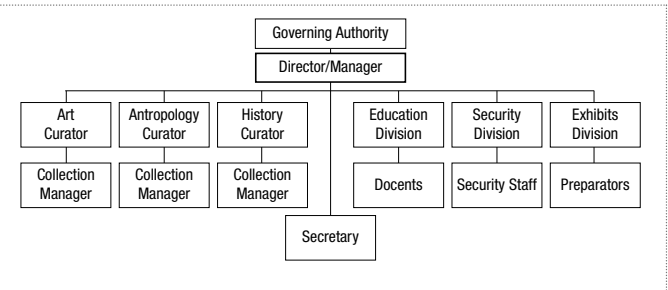 Governing Authority
Director/Manager
Art
Curator
Antropology
Curator
History
Curator
Education
Division
Security
Division
Exhibits
Division
Collection
Manager
Collection
Manager
Collection
Manager
Docents
Security Staff
Preparators
Secretary